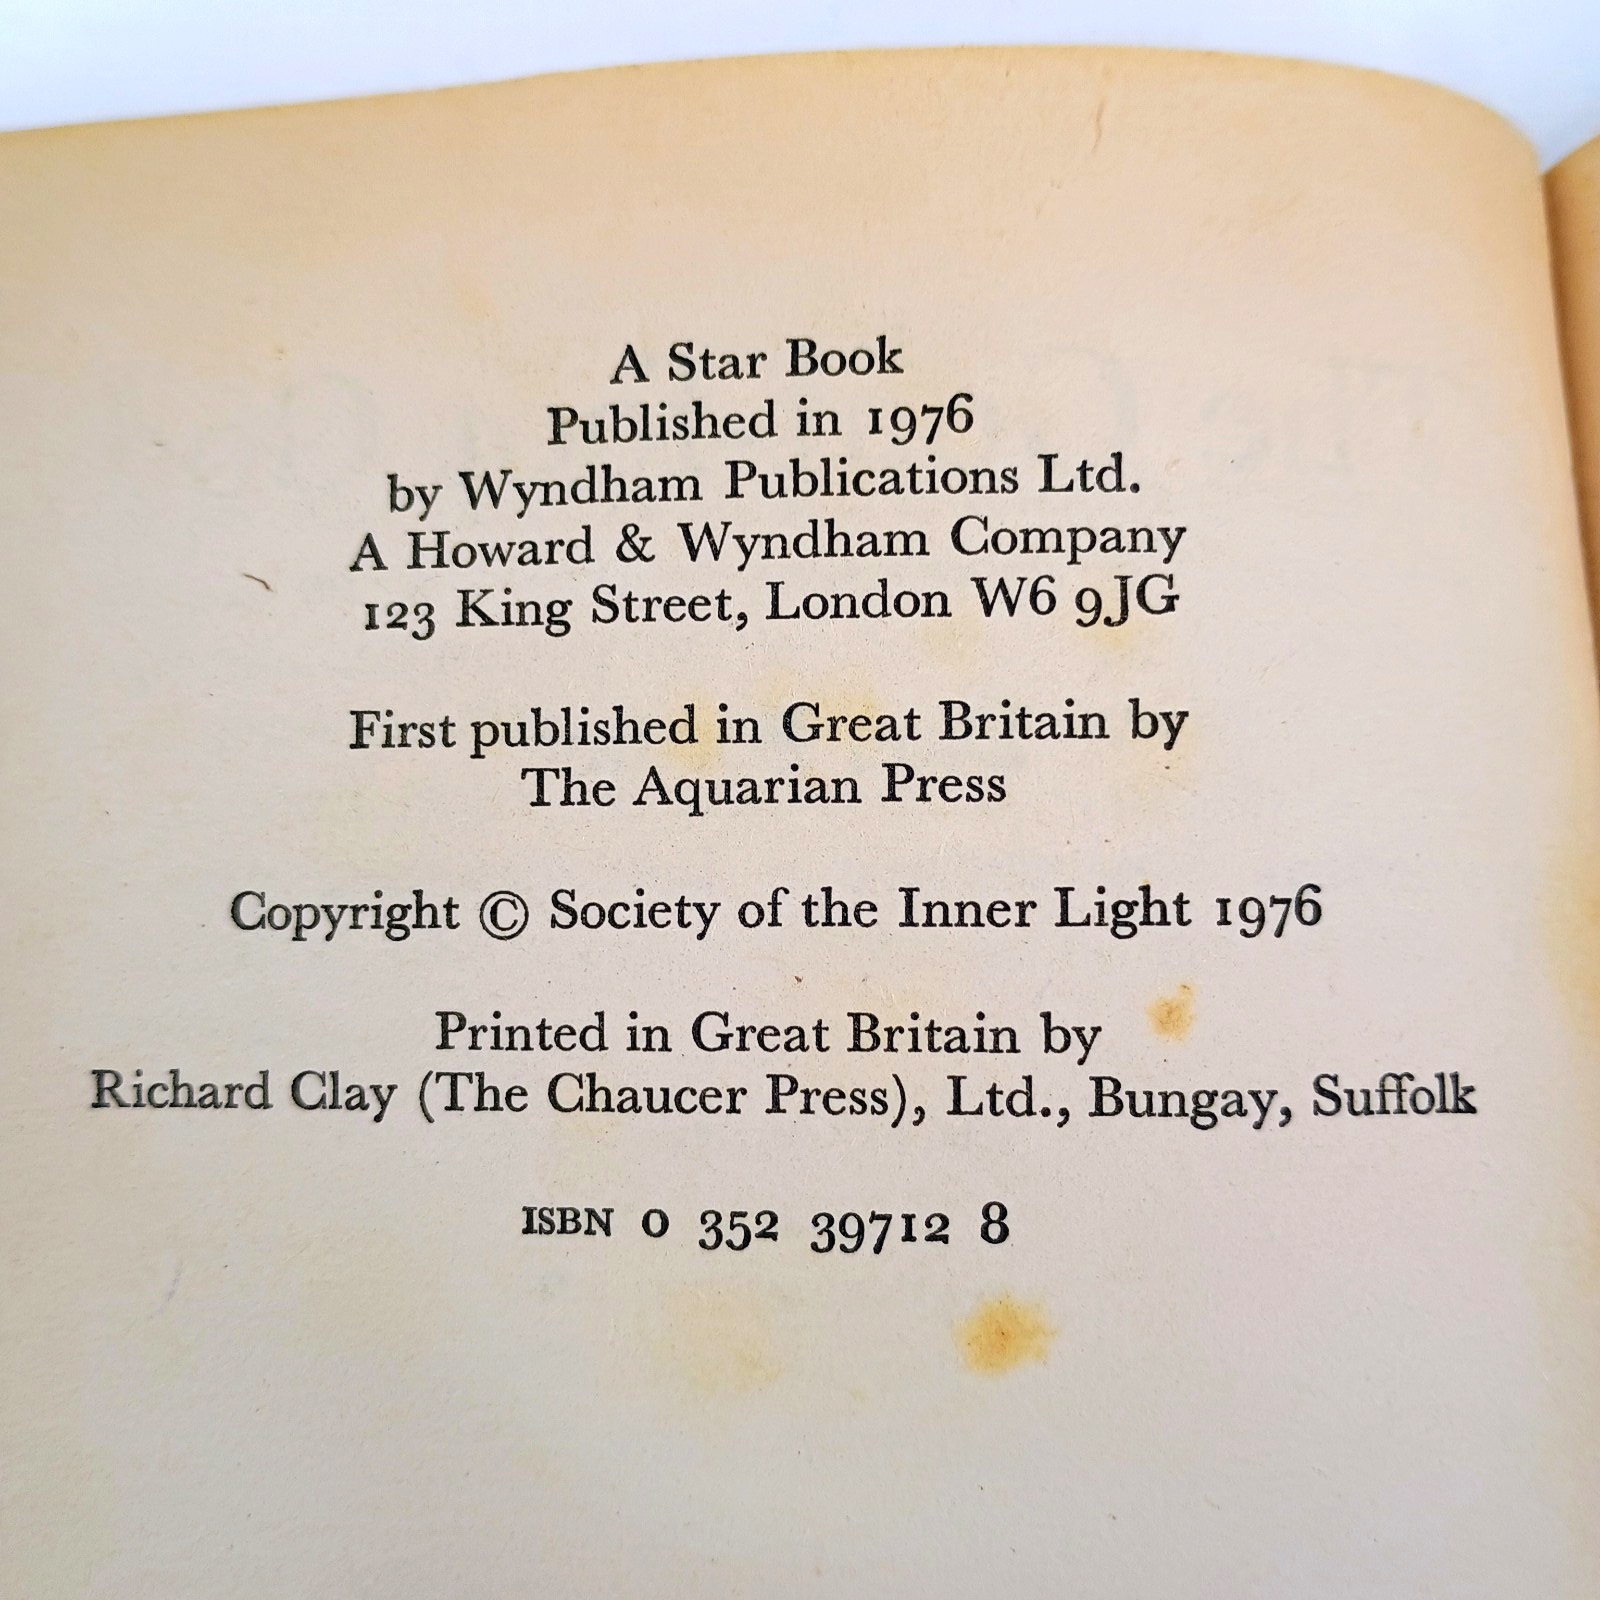 A Star Book
Published in 1976
by Wyndham Publications Ltd.
A Howard & Wyndham Company
123 King Street, London W6 9JG
First published in Great Britain by
The Aquarian Press
Copyright © Society of the Inner Light 1976
Printed in Great Britain by
Richard Clay (The Chaucer Press), Ltd., Bungay, Suffolk
ISBN 0 352 39712 8